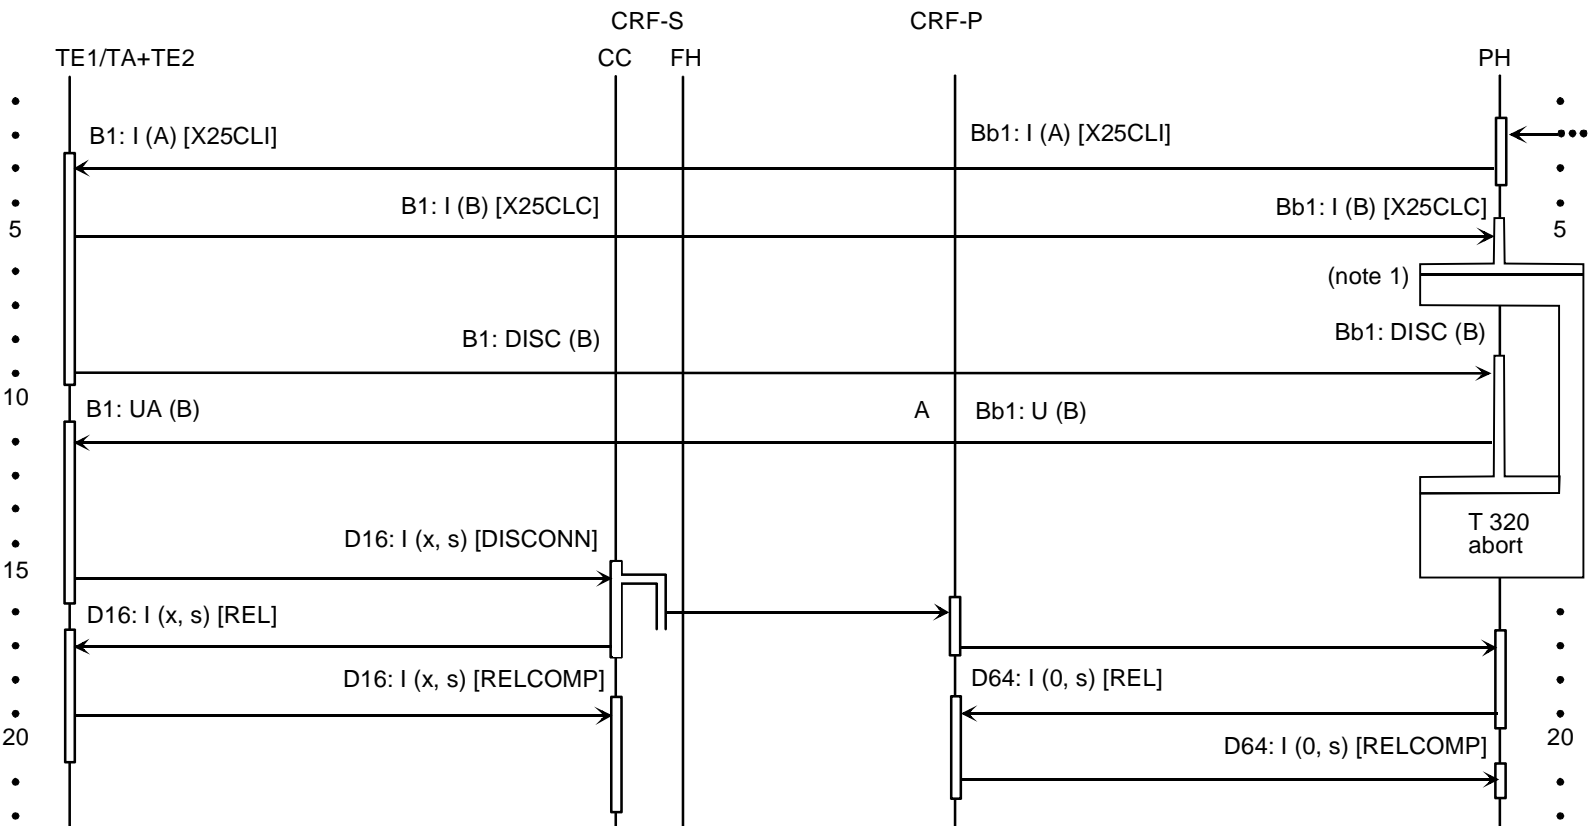 CRF-S CRF-P
TE1/TA+TE2 CC FH PH
B1: I (A) [X25CLI] Bb1: I (A) [X25CLI]
B1: I (B) [X25CLC] Bb1: I (B) [X25CLC]
5 5
(note 1)
B1: DISC (B) Bb1: DISC (B)
10
B1: UA (B) A Bb1: U (B)
T 320
abort
D16: I (x, s) [DISCONN]
15
D16: I (x, s) [REL]
D16: I (x, s) [RELCOMP] D64: I (0, s) [REL]
20 20
D64: I (0, s) [RELCOMP]